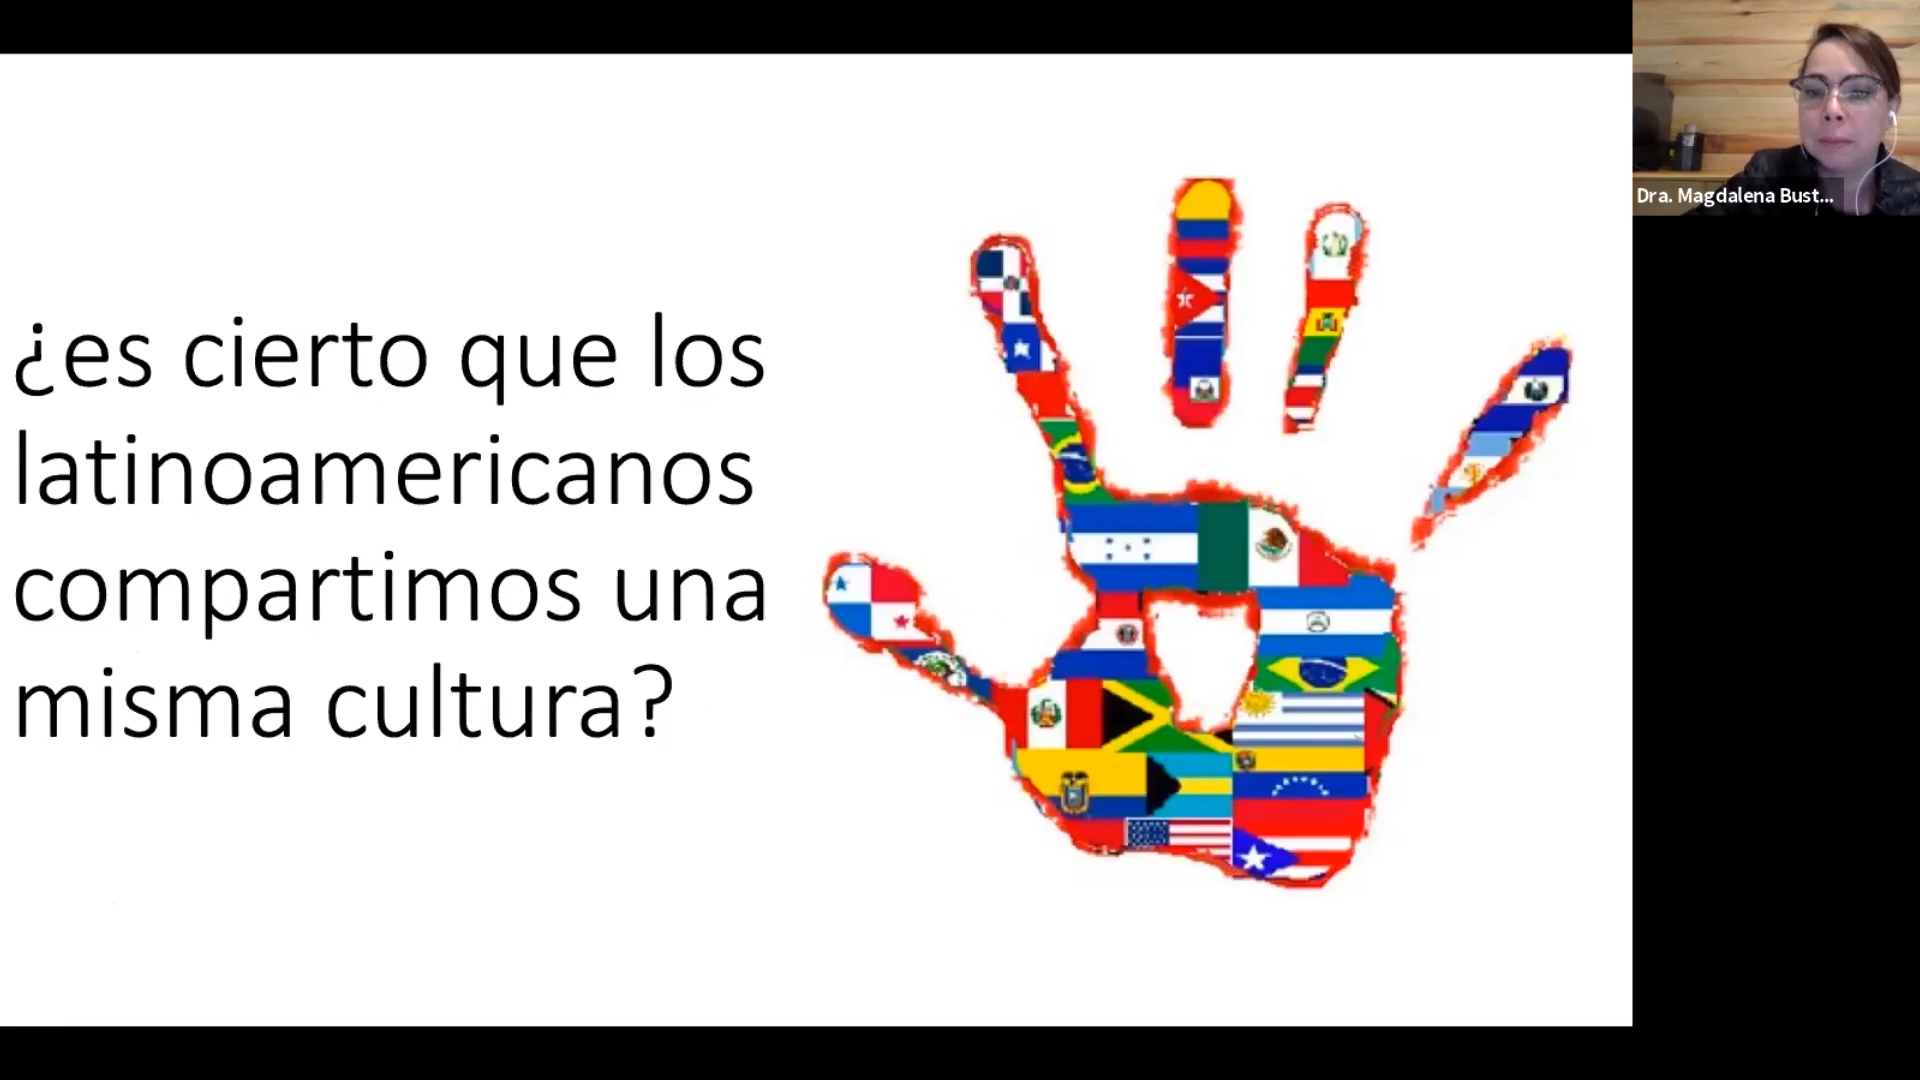 ¿es cierto que los
latinoamericanos
compartimos una
misma cultura?
Dra. Magdalena Bust...